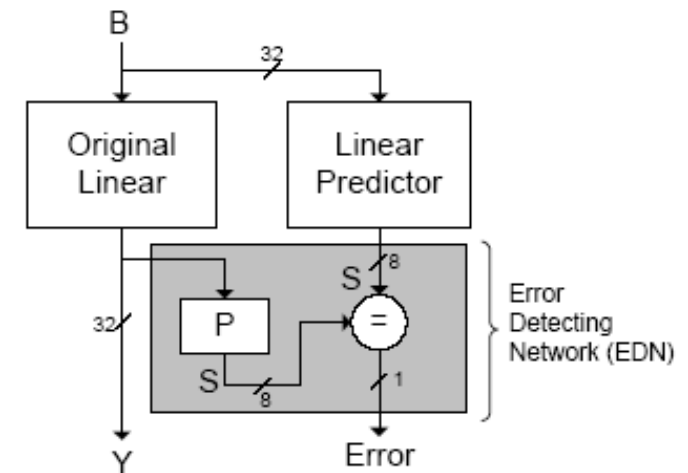 B
32
Original
Linear
Linear
Predictor
S
8
P
=
32
S
8
1
Error
Detecting
Network (EDN)
Y
Error